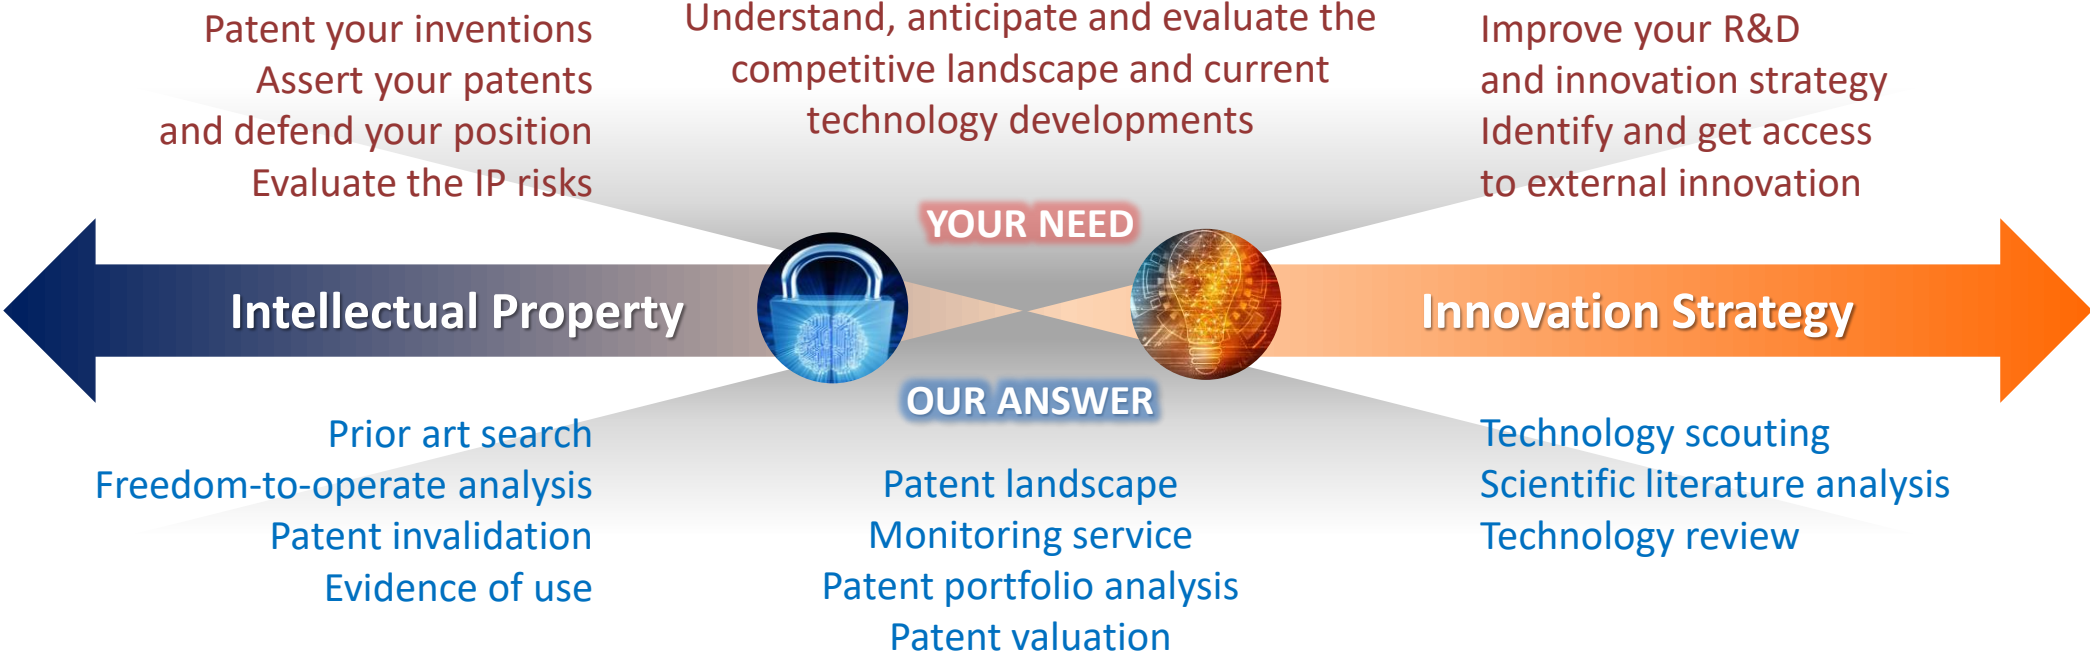 Patent your inventions
Assert your patents
and defend your position
Evaluate the IP risks
Understand, anticipate and evaluate the
competitive landscape and current
technology developments
Improve your R&D
and innovation strategy
Identify and get access
to external innovation
YOUR NEED
Intellectual Property
Innovation Strategy
OUR ANSWER
Prior art search
Freedom-to-operate analysis
Patent invalidation
Evidence of use
Patent landscape
Monitoring service
Patent portfolio analysis
Patent valuation
Technology scouting
Scientific literature analysis
Technology review